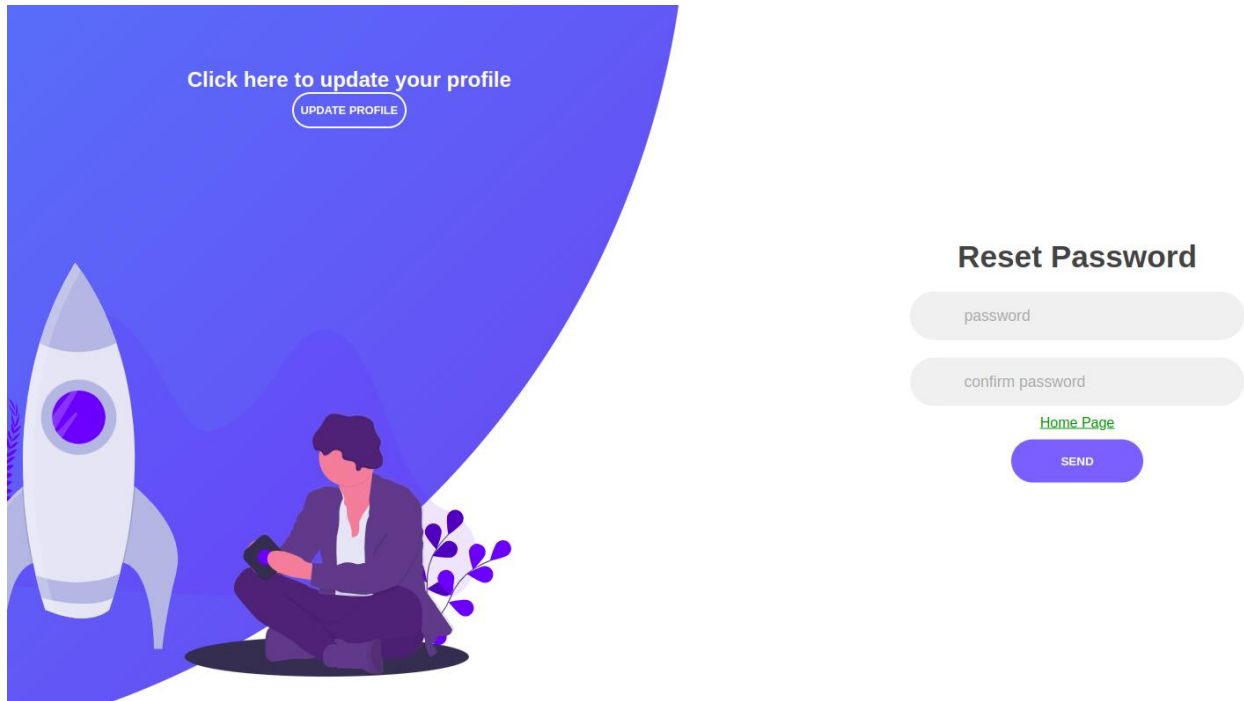 Click here to update your profile
UPDATE PROFILE
Reset Password
password
confirm password
Home Page
SEND